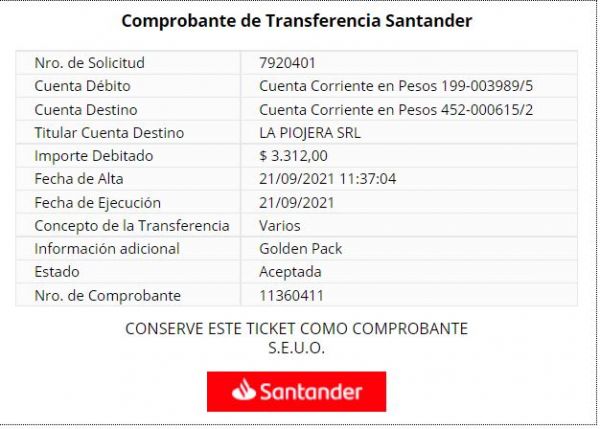 Comprobante de Transferencia Santander
Nro. de Solicitud 7920401
Cuenta Débito Cuenta Corriente en Pesos 199-003989/5
Cuenta Destino Cuenta Corriente en Pesos 452-000615/2
Titular Cuenta Destino LA PIOJERA SRL
Importe Debitado $ 3.312,00
Fecha de Alta 21/09/2021 11:37:04
Fecha de Ejecución 21/09/2021
Concepto de la Transferencia Varios
Información adicional Golden Pack
Estado Aceptada
Nro. de Comprobante 11360411
CONSERVE ESTE TICKET COMO COMPROBANTE
S.E.U.O.
Santander